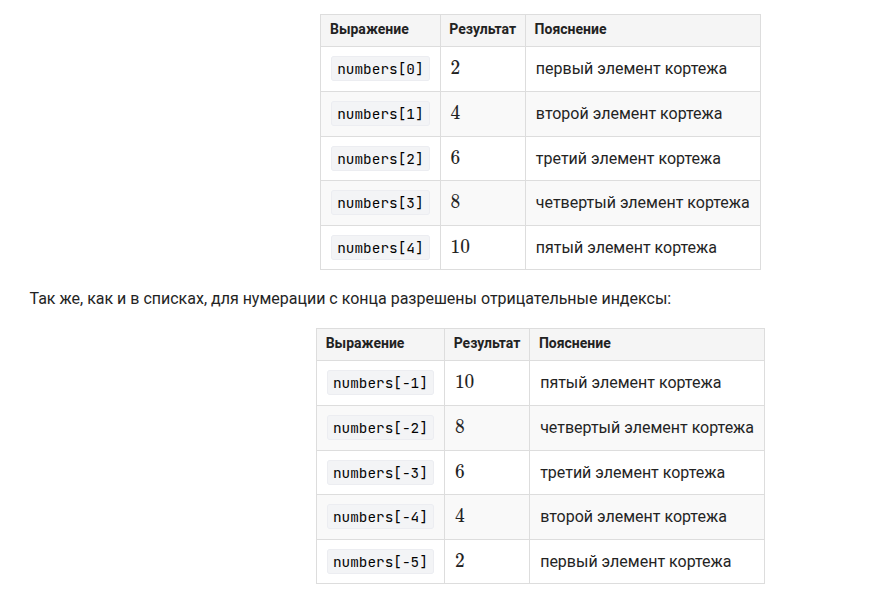 Выражение Результат Пояснение
numbers[0] 2 первый элемент кортежа
numbers[1] 4 второй элемент кортежа
numbers[2] 6 третий элемент кортежа
numbers[3] 8 четвертый элемент кортежа
numbers[4] 10 пятый элемент кортежа
Так же, как и в списках, для нумерации с конца разрешены отрицательные индексы:
Выражение Результат Пояснение
numbers[-1] 10 пятый элемент кортежа
numbers[-2] 8 четвертый элемент кортежа
numbers[-3] 6 третий элемент кортежа
numbers[-4] 4 второй элемент кортежа
numbers[-5] 2 первый элемент кортежа